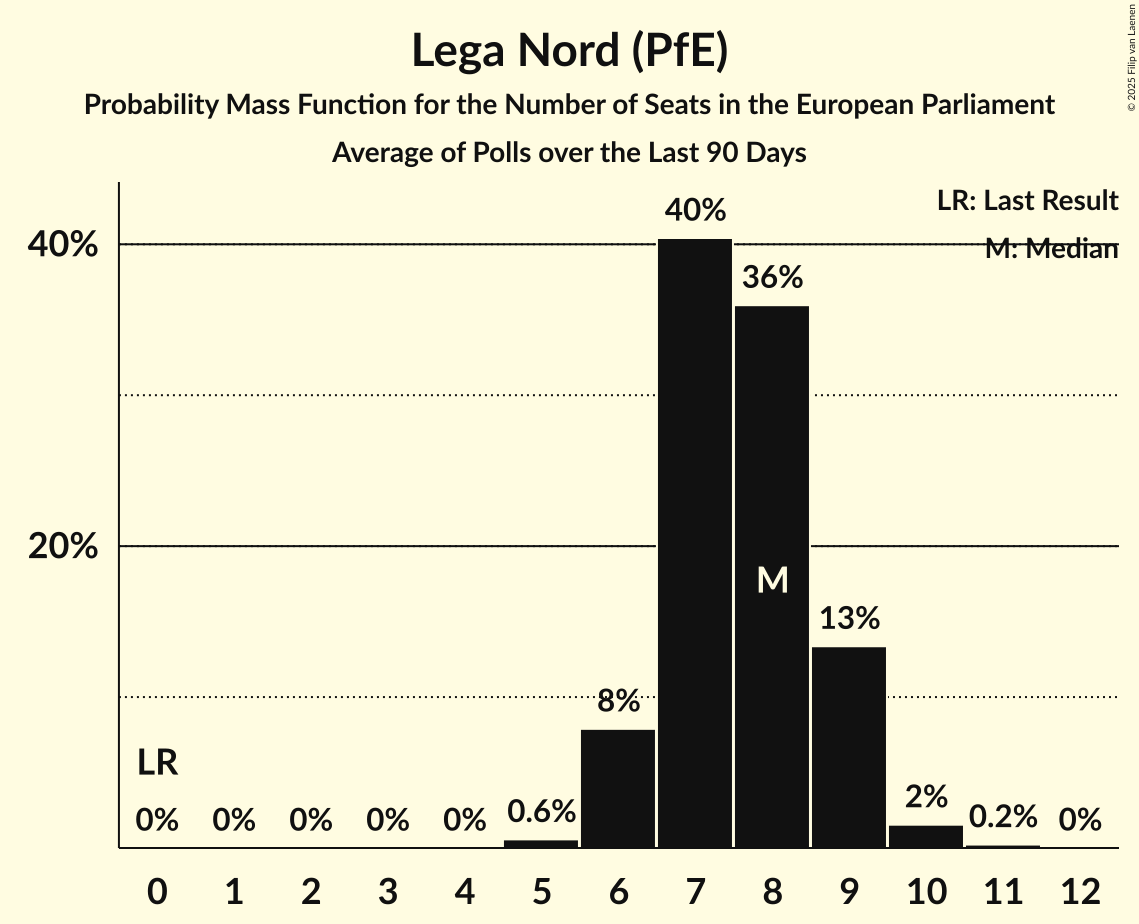 Lega Nord (PfE)
Probability Mass Function for the Number of Seats in the European Parliament
Average of Polls over the Last 90 Days
© 2025 Filip van Laenen
LR: Last Result
M: Median
40%
20%
40%
36%
M
13%
8%
LR
0%
0%
0%
0%
0%
0.6%
2%
0.2%
0%
0 1 2 3 4 5 6 7 8 9 10 11 12